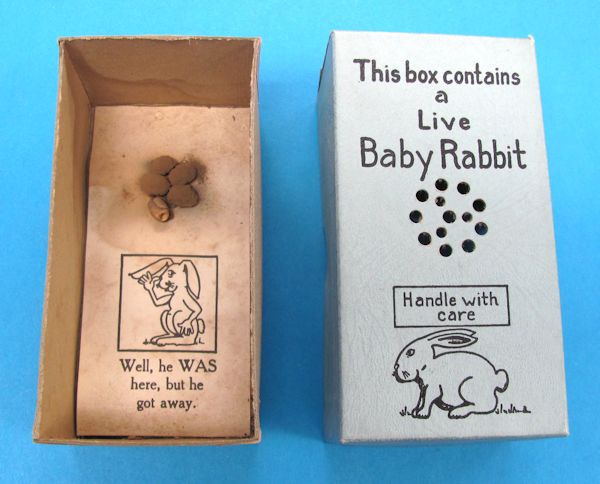 This box contains
a
Live
Baby Rabbit
Handle with
care
Well, he WAS
here, but he
got away.